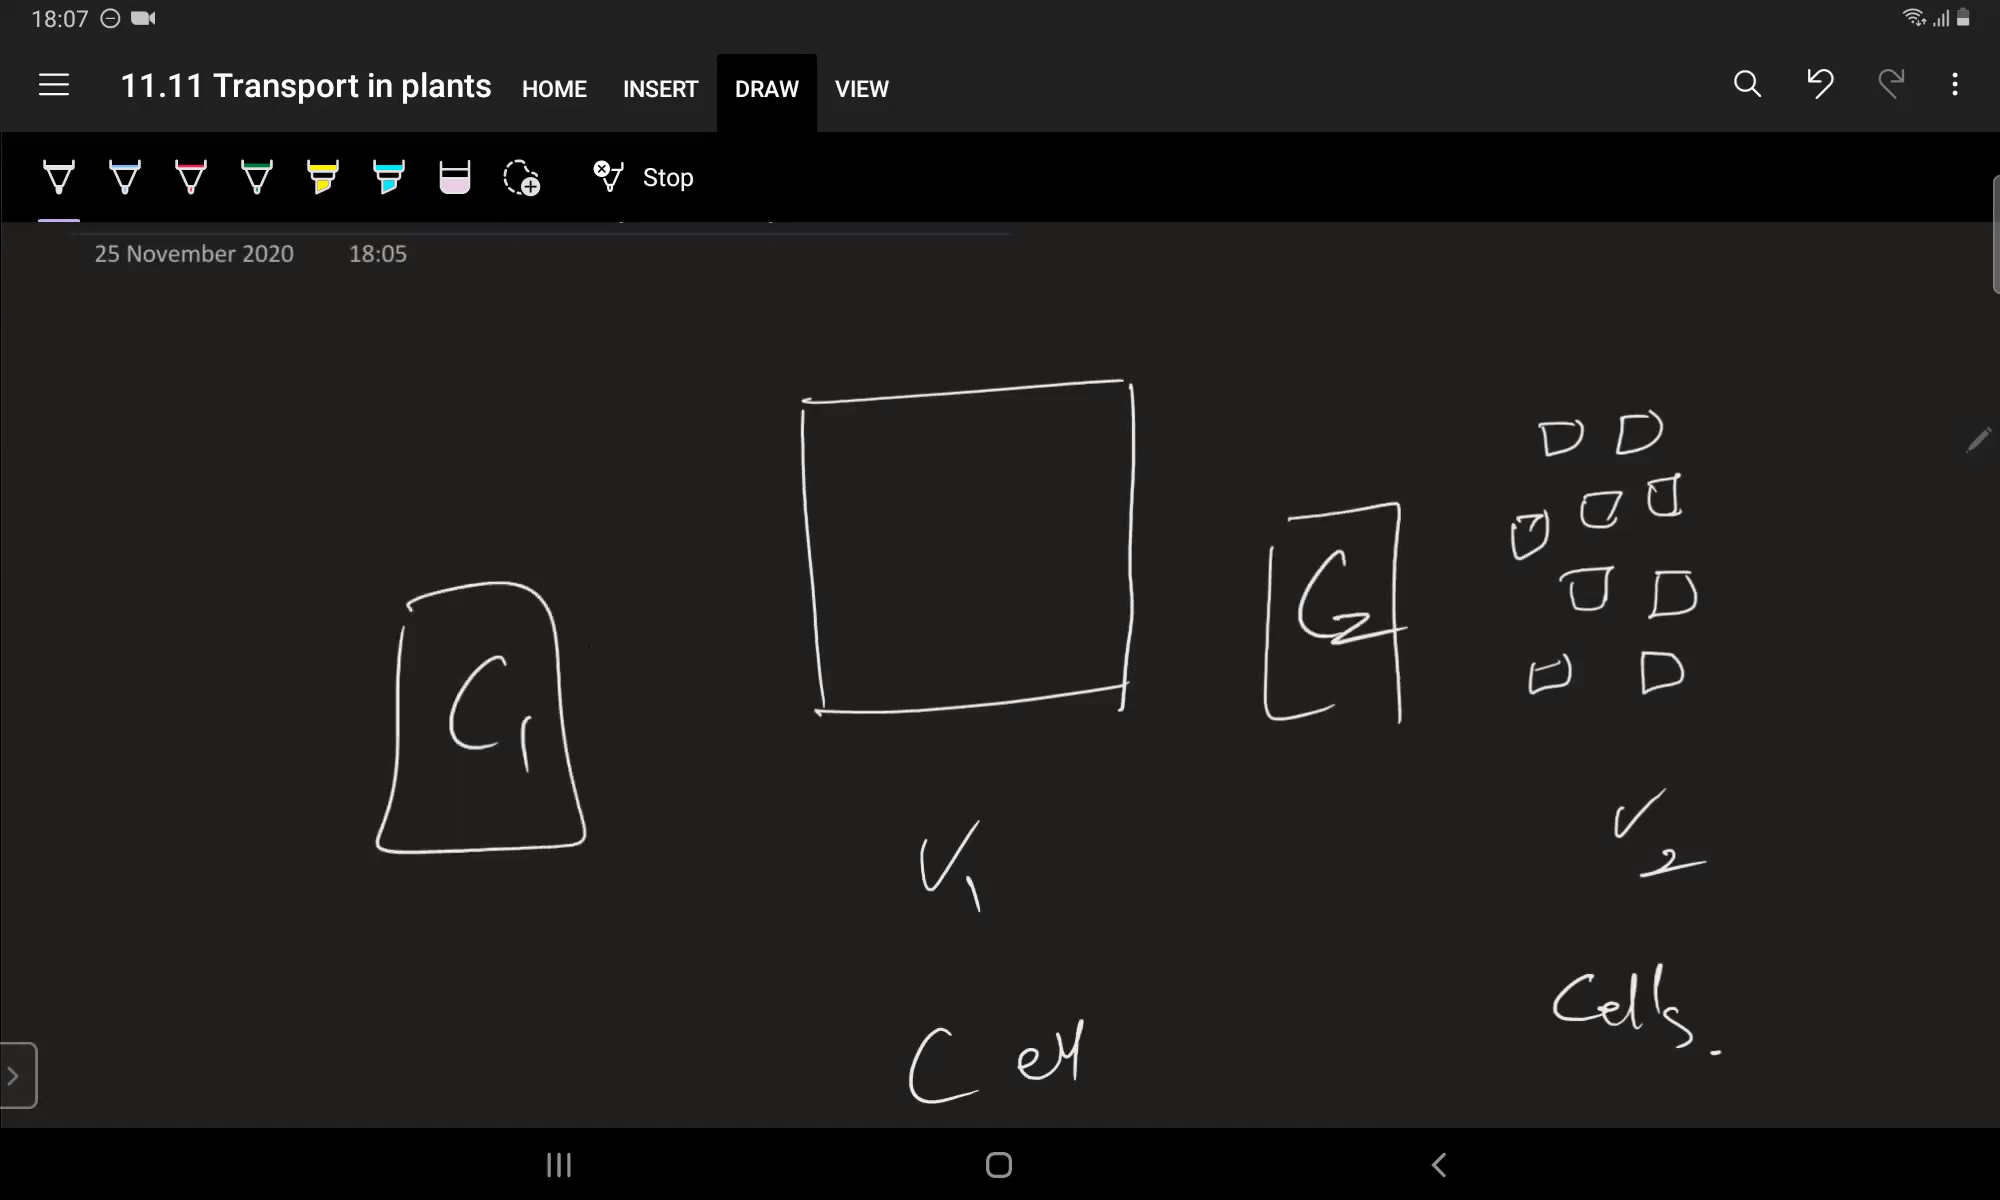 18:07
11.11 Transport in plants HOME INSERT DRAW VIEW
Stop
25 November 2020 18:05
C1
C2
V1
V2
Cell
Cells.